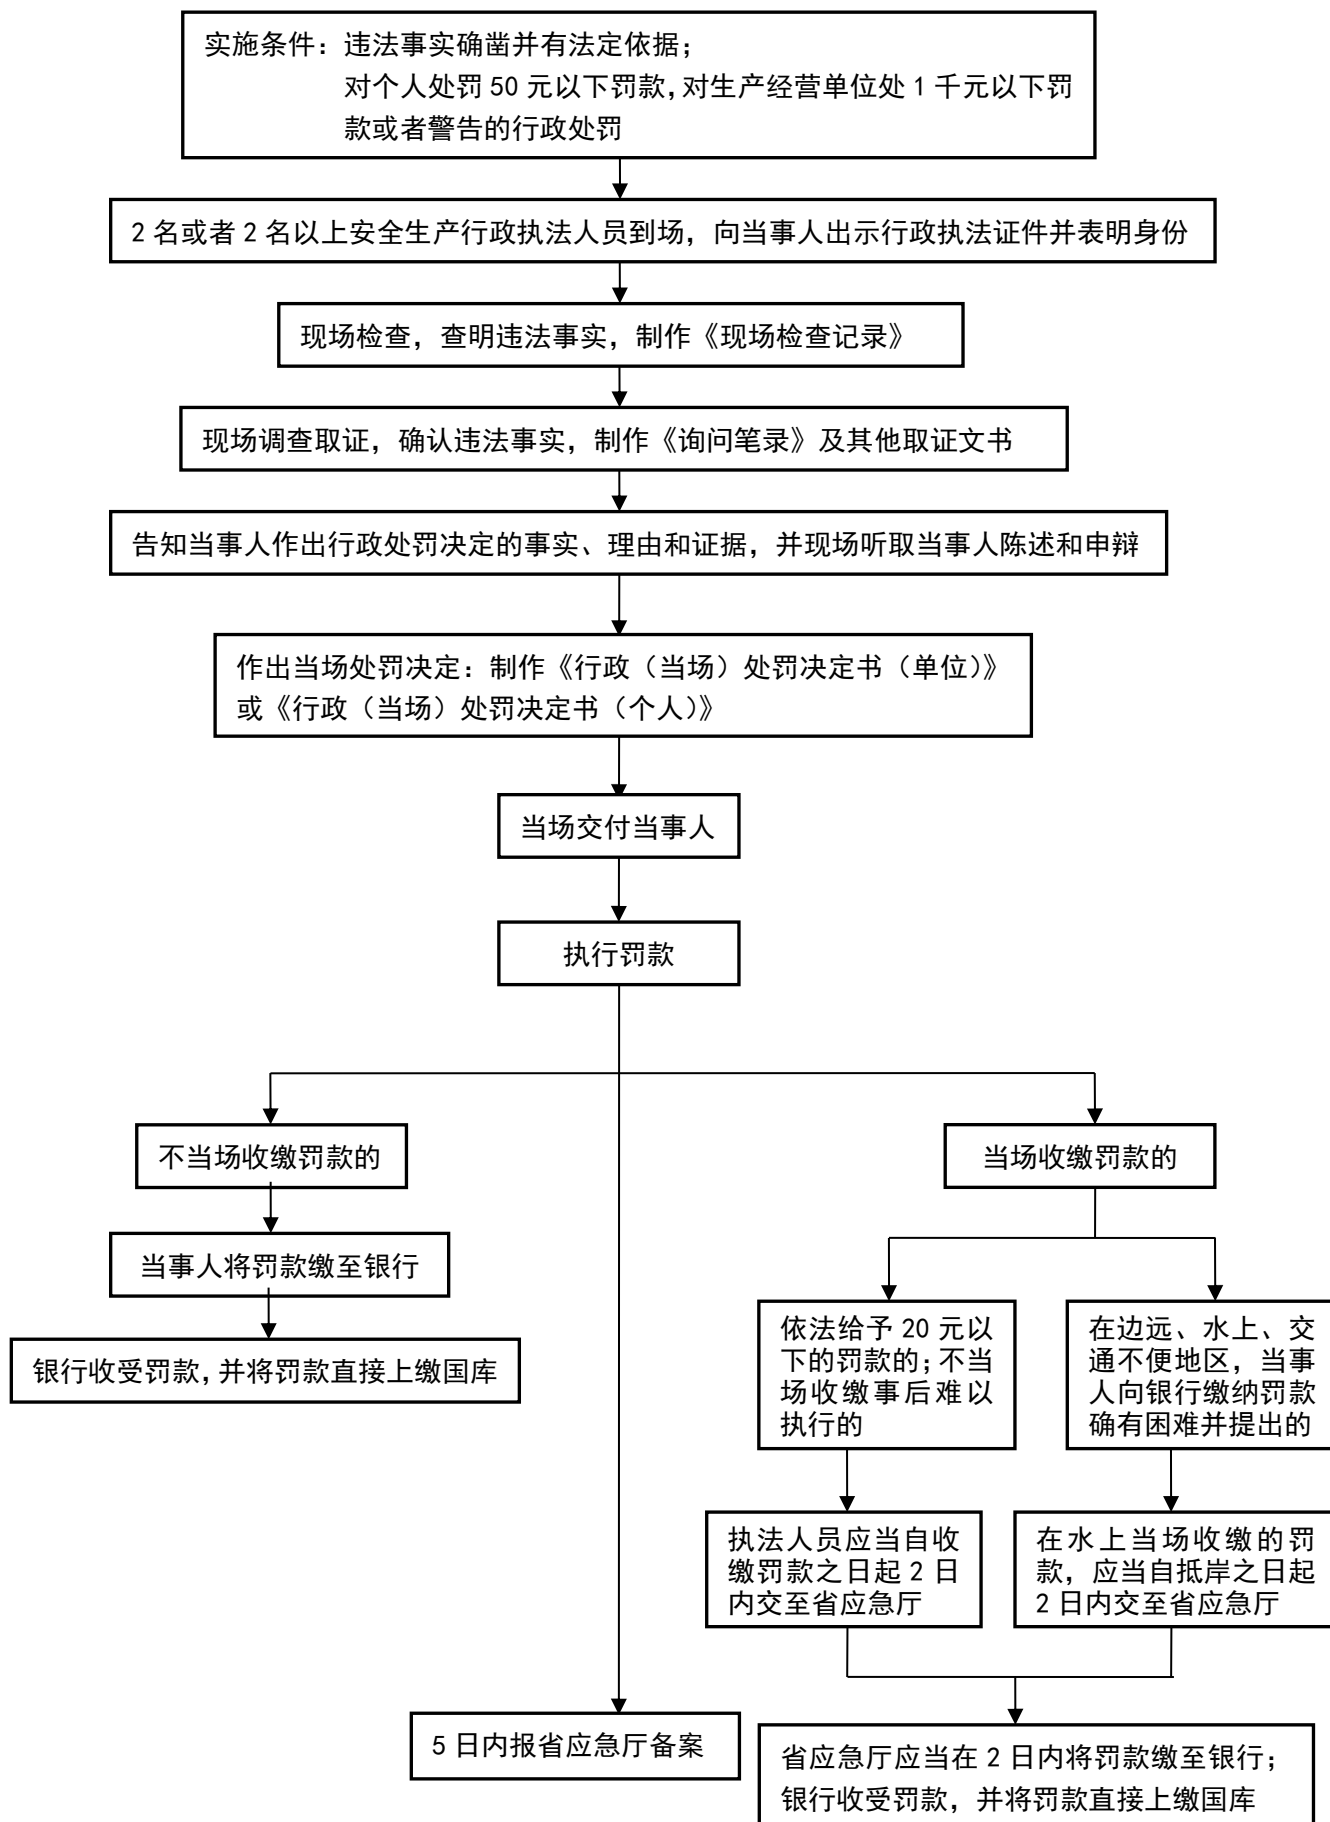 实施条件：违法事实确凿并有法定依据；
对个人处罚 50 元以下罚款，对生产经营单位处 1 千元以下罚
款或者警告的行政处罚
2 名或者 2 名以上安全生产行政执法人员到场，向当事人出示行政执法证件并表明身份
现场检查，查明违法事实，制作《现场检查记录》
现场调查取证，确认违法事实，制作《询问笔录》及其他取证文书
告知当事人作出行政处罚决定的事实、理由和证据，并现场听取当事人陈述和申辩
作出当场处罚决定：制作《行政（当场）处罚决定书（单位）》
或《行政（当场）处罚决定书（个人）》
当场交付当事人
执行罚款
不当场收缴罚款的
当事人将罚款缴至银行
银行收受罚款，并将罚款直接上缴国库
当场收缴罚款的
依法给予 20 元以
下的罚款的；不当
场收缴事后难以
执行的
在边远、水上、交
通不便地区，当事
人向银行缴纳罚款
确有困难并提出的
执法人员应当自收
缴罚款之日起 2 日
内交至省应急厅
在水上当场收缴的罚
款，应当自抵岸之日起
2 日内交至省应急厅
5 日内报省应急厅备案
省应急厅应当在 2 日内将罚款缴至银行；
银行收受罚款，并将罚款直接上缴国库